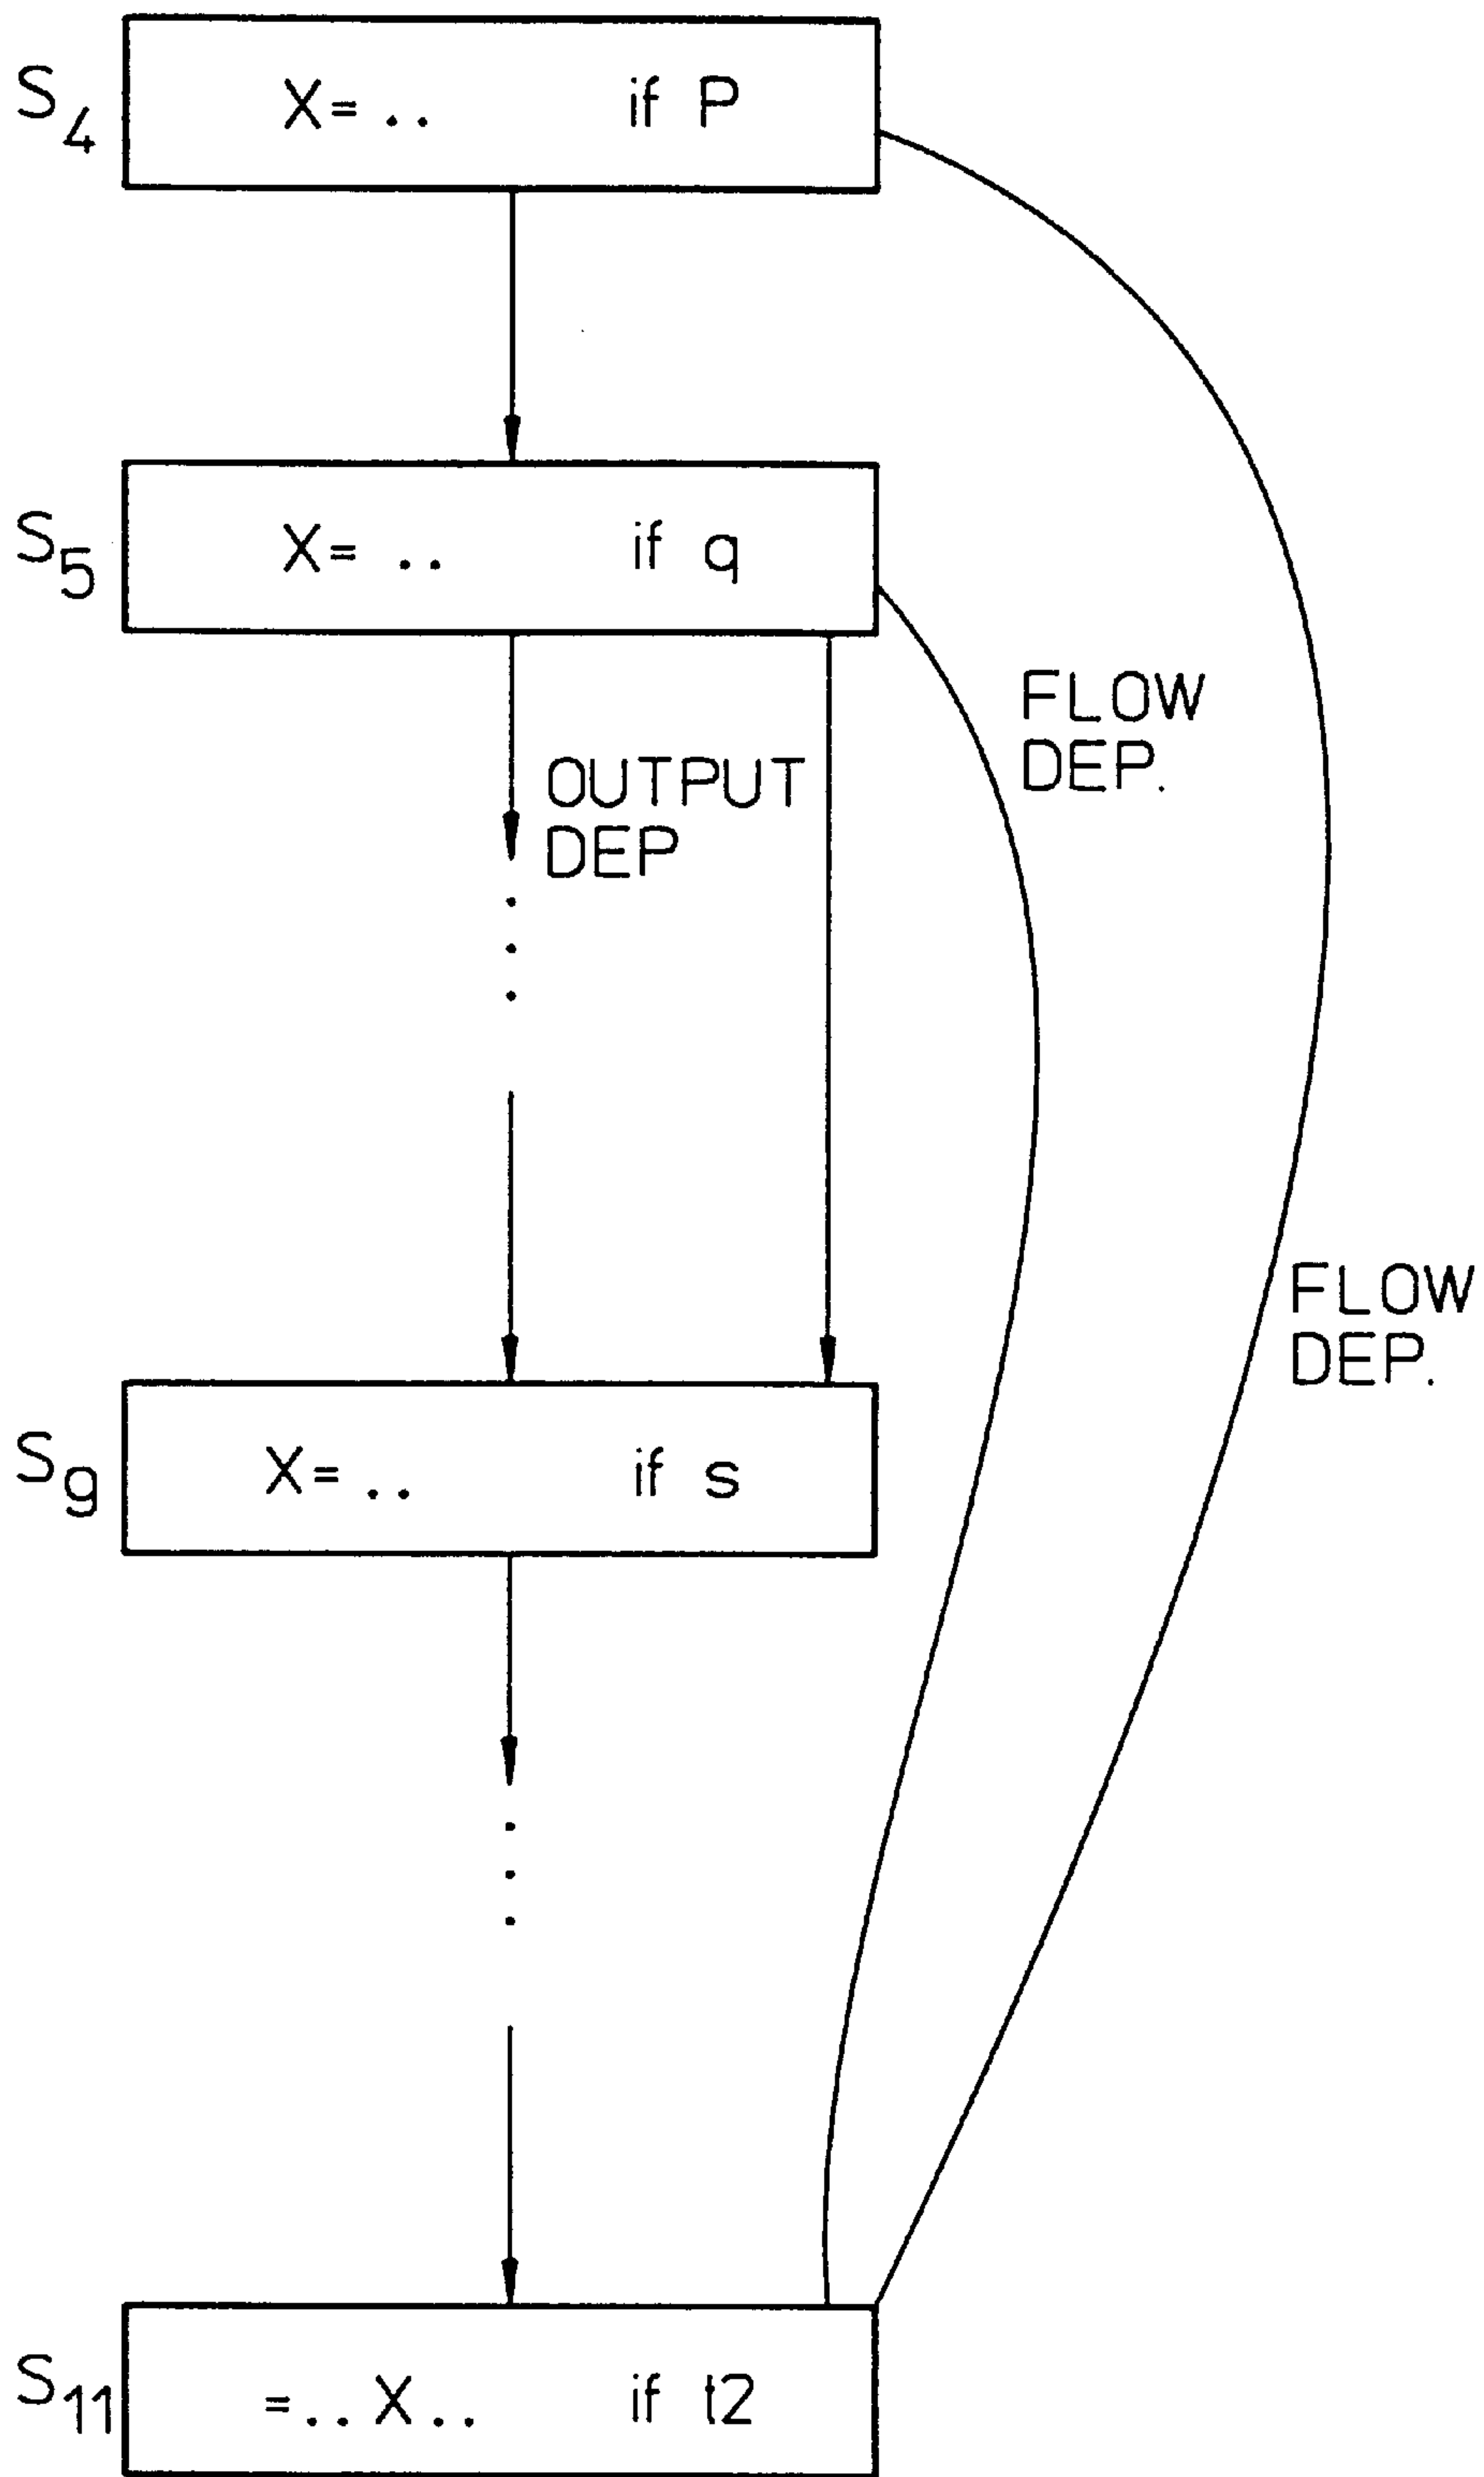 S4 X= .. if P
S5 X= .. if q
FLOW
DEP.
OUTPUT
DEP
FLOW
DEP.
S9 X= .. if s
S11 =.. X .. if t2